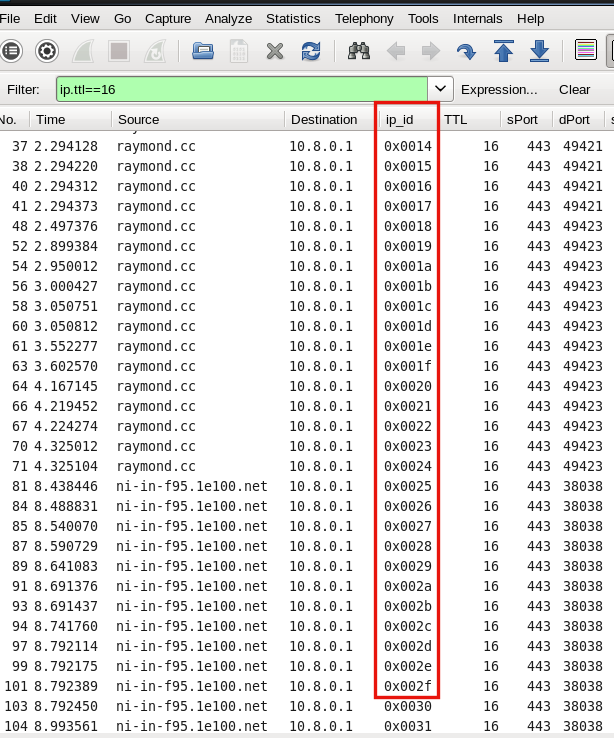 File Edit View Go Capture Analyze Statistics Telephony Tools Internals Help
Filter: ip.ttl==16 Expression... Clear
No. Time Source Destination ip_id TTL sPort dPort
37 2.294128 raymond.cc 10.8.0.1 0x0014 16 443 49421
38 2.294220 raymond.cc 10.8.0.1 0x0015 16 443 49421
40 2.294312 raymond.cc 10.8.0.1 0x0016 16 443 49421
41 2.294373 raymond.cc 10.8.0.1 0x0017 16 443 49421
48 2.497376 raymond.cc 10.8.0.1 0x0018 16 443 49423
52 2.899384 raymond.cc 10.8.0.1 0x0019 16 443 49423
54 2.950012 raymond.cc 10.8.0.1 0x001a 16 443 49423
56 3.000427 raymond.cc 10.8.0.1 0x001b 16 443 49423
58 3.050751 raymond.cc 10.8.0.1 0x001c 16 443 49423
60 3.050812 raymond.cc 10.8.0.1 0x001d 16 443 49423
61 3.552277 raymond.cc 10.8.0.1 0x001e 16 443 49423
63 3.602570 raymond.cc 10.8.0.1 0x001f 16 443 49423
64 4.167145 raymond.cc 10.8.0.1 0x0020 16 443 49423
66 4.219452 raymond.cc 10.8.0.1 0x0021 16 443 49423
67 4.224274 raymond.cc 10.8.0.1 0x0022 16 443 49423
70 4.325012 raymond.cc 10.8.0.1 0x0023 16 443 49423
71 4.325104 raymond.cc 10.8.0.1 0x0024 16 443 49423
81 8.438446 ni-in-f95.1e100.net 10.8.0.1 0x0025 16 443 38038
84 8.488831 ni-in-f95.1e100.net 10.8.0.1 0x0026 16 443 38038
85 8.540070 ni-in-f95.1e100.net 10.8.0.1 0x0027 16 443 38038
87 8.590729 ni-in-f95.1e100.net 10.8.0.1 0x0028 16 443 38038
89 8.641083 ni-in-f95.1e100.net 10.8.0.1 0x0029 16 443 38038
91 8.691376 ni-in-f95.1e100.net 10.8.0.1 0x002a 16 443 38038
93 8.691437 ni-in-f95.1e100.net 10.8.0.1 0x002b 16 443 38038
94 8.741760 ni-in-f95.1e100.net 10.8.0.1 0x002c 16 443 38038
97 8.792114 ni-in-f95.1e100.net 10.8.0.1 0x002d 16 443 38038
99 8.792175 ni-in-f95.1e100.net 10.8.0.1 0x002e 16 443 38038
101 8.792389 ni-in-f95.1e100.net 10.8.0.1 0x002f 16 443 38038
103 8.792450 ni-in-f95.1e100.net 10.8.0.1 0x0030 16 443 38038
104 8.993561 ni-in-f95.1e100.net 10.8.0.1 0x0031 16 443 38038